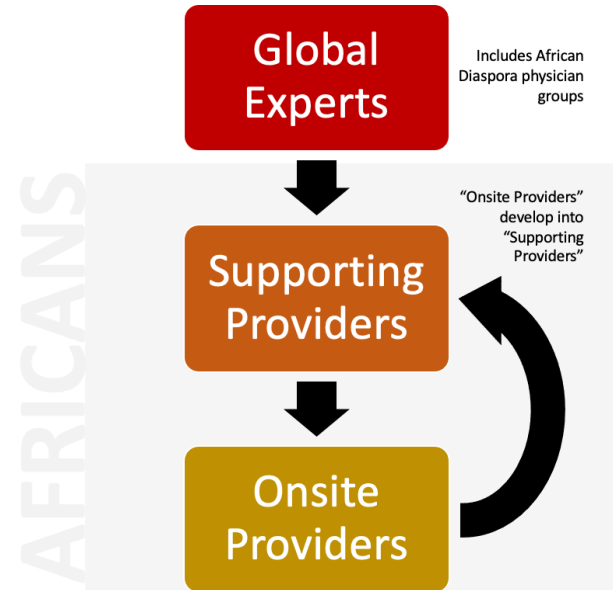 Global
Experts
Includes African
Diaspora physician
groups
AFRICANS
“Onsite Providers”
develop into
“Supporting
Providers”
Supporting
Providers
Onsite
Providers